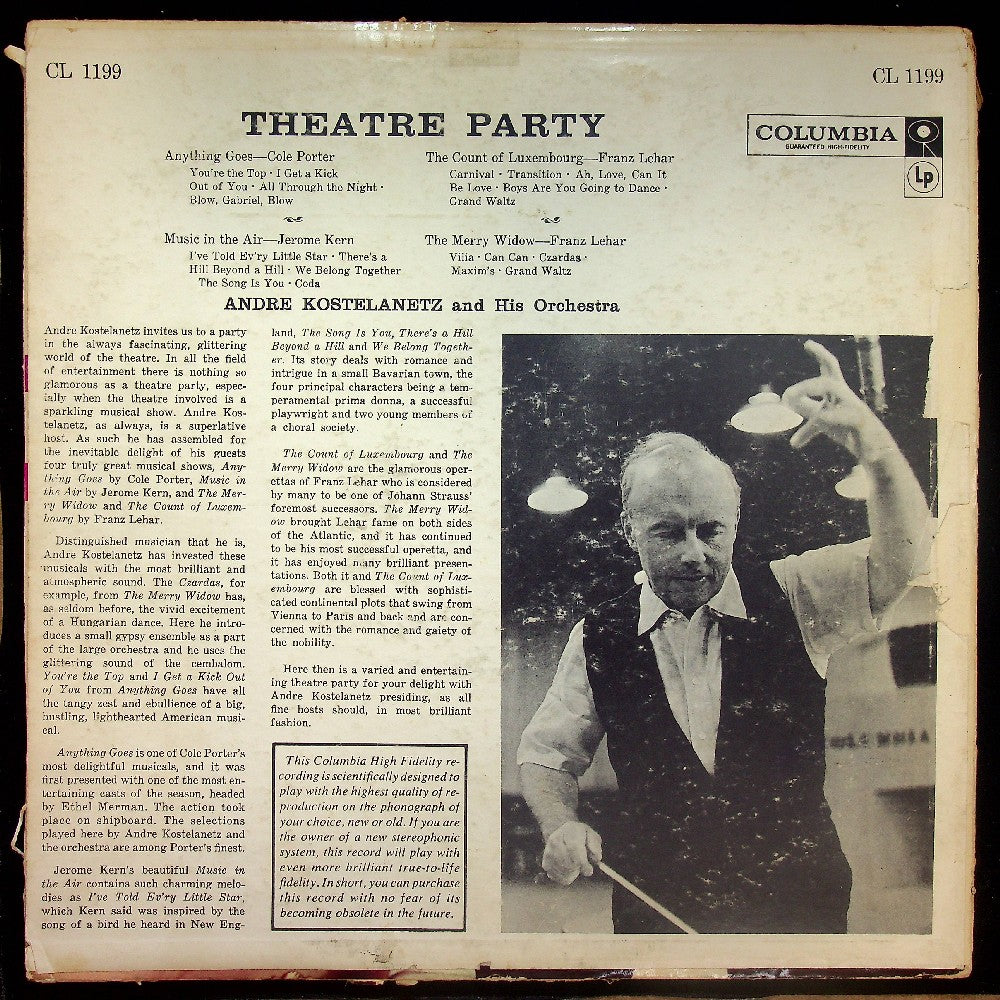 CL 1199
CL 1199
THEATRE PARTY
COLUMBIA
GUARANTEED HIGH-FIDELITY
Lp
Anything Goes—Cole Porter
You're the Top · I Get a Kick
Out of You · All Through the Night ·
Blow, Gabriel, Blow
Music in the Air—Jerome Kern
I've Told Ev'ry Little Star · There's a
Hill Beyond a Hill · We Belong Together
The Song Is You · Coda
The Count of Luxembourg—Franz Lehar
Carnival · Transition · Ah, Love, Can It
Be Love · Boys Are You Going to Dance ·
Grand Waltz
The Merry Widow—Franz Lehar
Vilia · Can Can · Czardas ·
Maxim's · Grand Waltz
ANDRE KOSTELANETZ and His Orchestra
Andre Kostelanetz invites us to a party
in the always fascinating, glittering
world of the theatre. In all the field
of entertainment there is nothing so
glamorous as a theatre party, espec-
ially when the theatre involved is a
sparkling musical show. Andre Kos-
telanetz, as always, is a superlative
host. As such he has assembled for
the inevitable delight of his guests
four truly great musical shows, Any-
thing Goes by Cole Porter, Music in
the Air by Jerome Kern, and The Mer-
ry Widow and The Count of Luxem-
bourg by Franz Lehar.
Distinguished musician that he is,
Andre Kostelanetz has invested these
musicals with the most brilliant and
atmospheric sound. The Czardas, for
example, from The Merry Widow has,
as seldom before, the vivid excitement
of a Hungarian dance. Here he intro-
duces a small gypsy ensemble as a part
of the large orchestra and he uses the
glittering sound of the cembalom.
You're the Top and I Get a Kick Out
of You from Anything Goes have all
the tangy zest and ebullience of a big,
bustling, lighthearted American musi-
cal.
Anything Goes is one of Cole Porter's
most delightful musicals, and it was
first presented with one of the most en-
tertaining casts of the season, headed
by Ethel Merman. The action took
place on shipboard. The selections
played here by Andre Kostelanetz and
the orchestra are among Porter's finest.
Jerome Kern's beautiful Music in
the Air contains such charming melo-
dies as I've Told Ev'ry Little Star,
which Kern said was inspired by the
song of a bird he heard in New Eng-
land, The Song Is You, There's a Hill
Beyond a Hill and We Belong Togeth-
er. Its story deals with romance and
intrigue in a small Bavarian town, the
four principal characters being a tem-
peramental prima donna, a successful
playwright and two young members of
a choral society.
The Count of Luxembourg and The
Merry Widow are the glamorous oper-
ettas of Franz Lehar who is considered
by many to be one of Johann Strauss'
foremost successors. The Merry Wid-
ow brought Lehar fame on both sides
of the Atlantic, and it has continued
to be his most successful operetta, and
it has enjoyed many brilliant presen-
tations. Both it and The Count of Lux-
embourg are blessed with sophisti-
cated continental plots that swing from
Vienna to Paris and back and are con-
cerned with the romance and gaiety of
the nobility.
Here then is a varied and entertain-
ing theatre party for your delight with
Andre Kostelanetz presiding, as all
fine hosts should, in most brilliant
fashion.
This Columbia High Fidelity re-
cording is scientifically designed to
play with the highest quality of re-
production on the phonograph of
your choice, new or old. If you are
the owner of a new stereophonic
system, this record will play with
even more brilliant true-to-life
fidelity. In short, you can purchase
this record with no fear of its
becoming obsolete in the future.